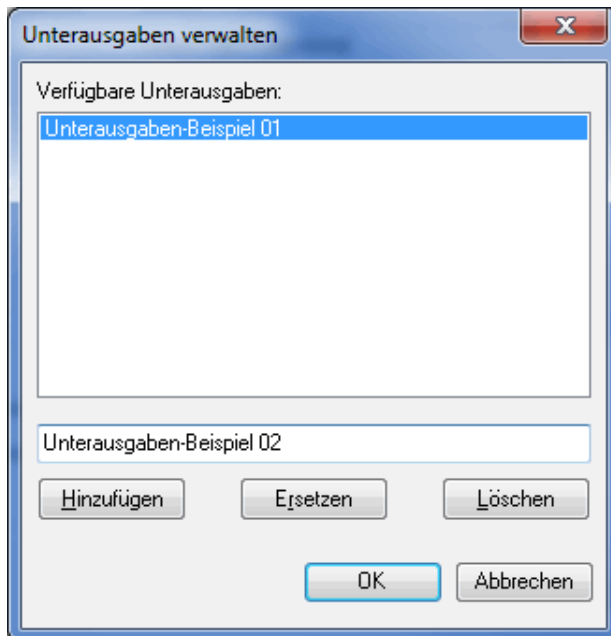 Unterausgaben verwalten
Verfügbare Unterausgaben:
Unterausgaben-Beispiel 01
Unterausgaben-Beispiel 02
Hinzufügen Ersetzen Löschen
OK Abbrechen